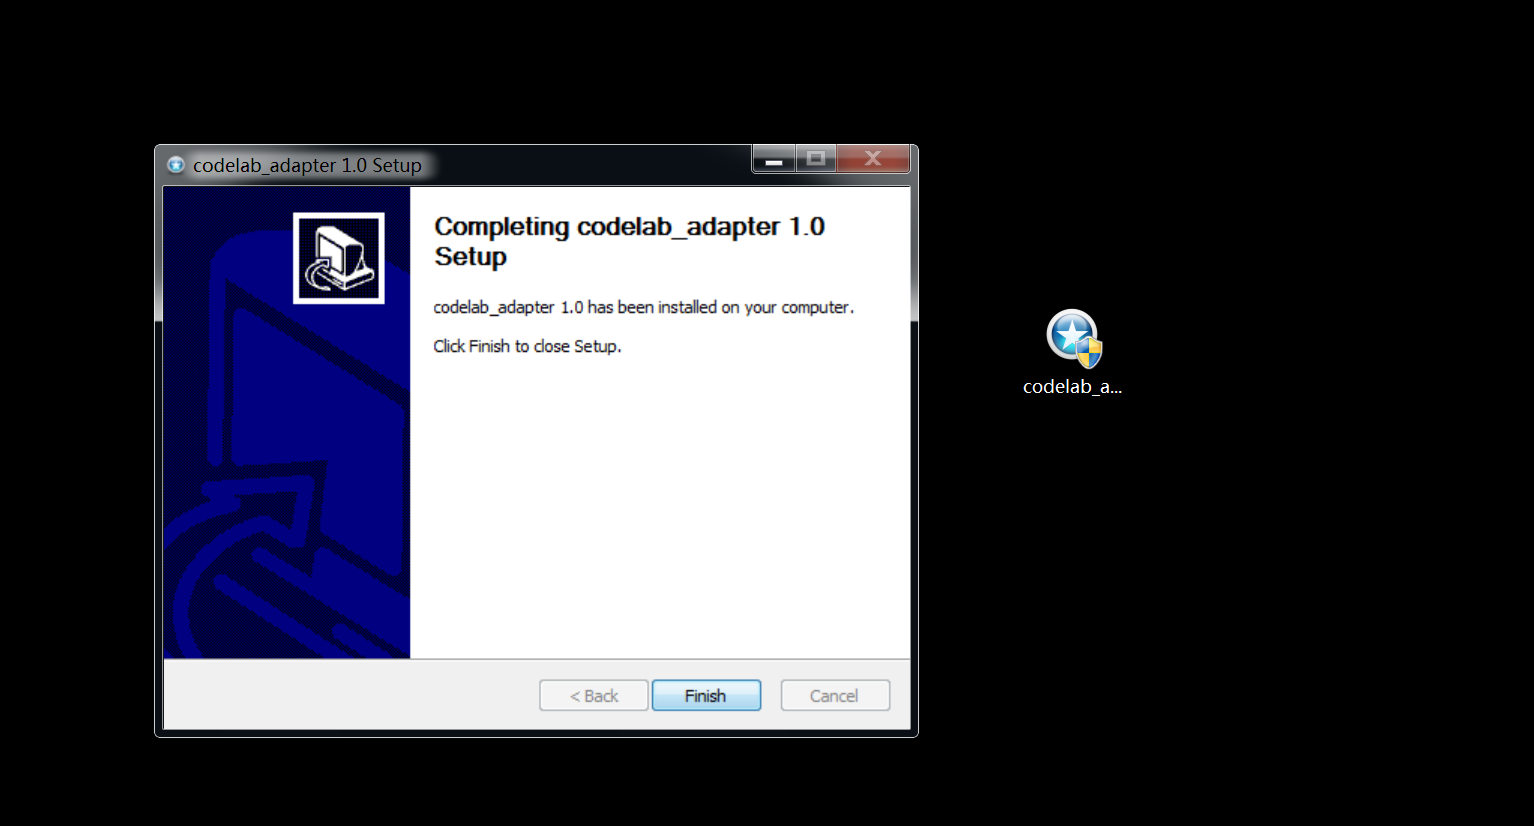 codelab_adapter 1.0 Setup
Completing codelab_adapter 1.0
Setup
codelab_adapter 1.0 has been installed on your computer.
Click Finish to close Setup.
codelab_a...
< Back
Finish
Cancel